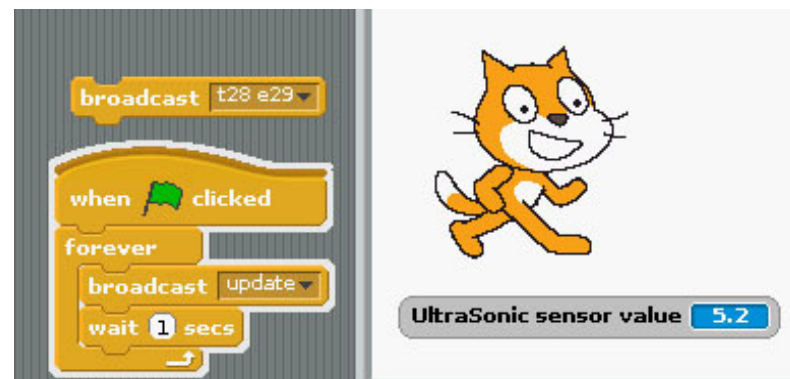 broadcast t28 e29
when clicked
forever
broadcast update
wait 1 secs
UltraSonic sensor value 5.2